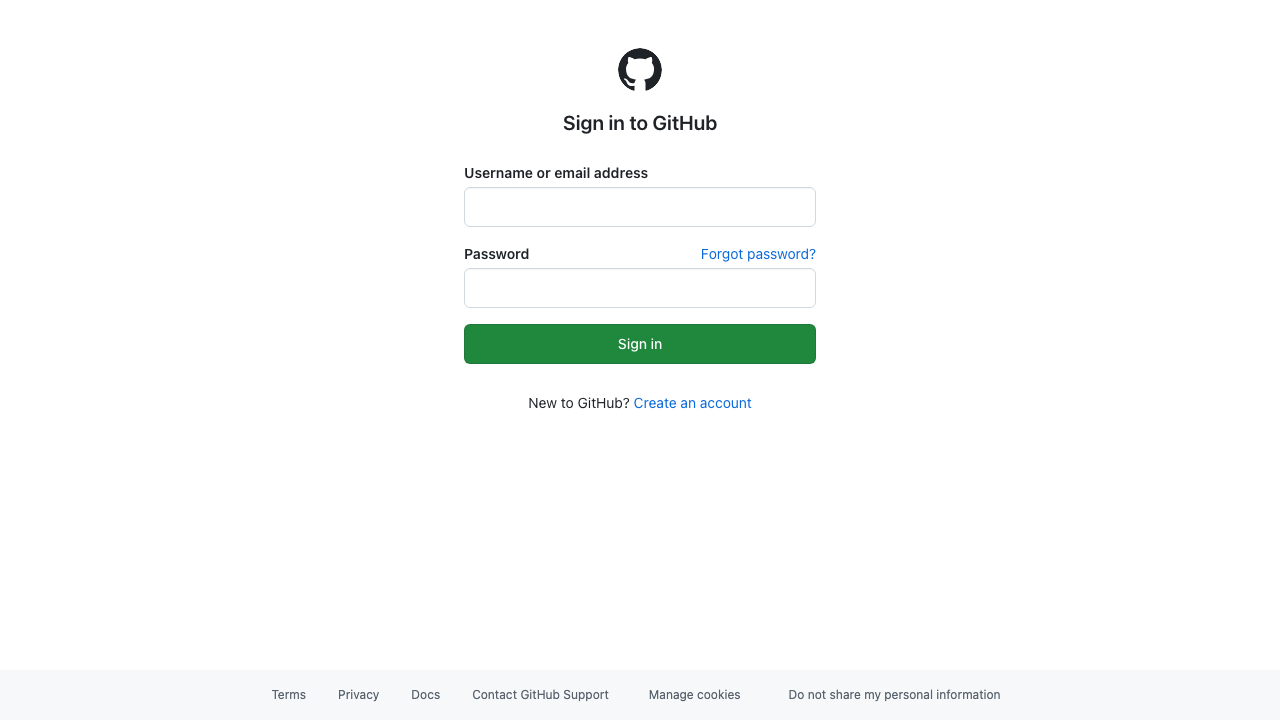 Sign in to GitHub
Username or email address
Password Forgot password?
Sign in
New to GitHub? Create an account
Terms Privacy Docs Contact GitHub Support Manage cookies Do not share my personal information